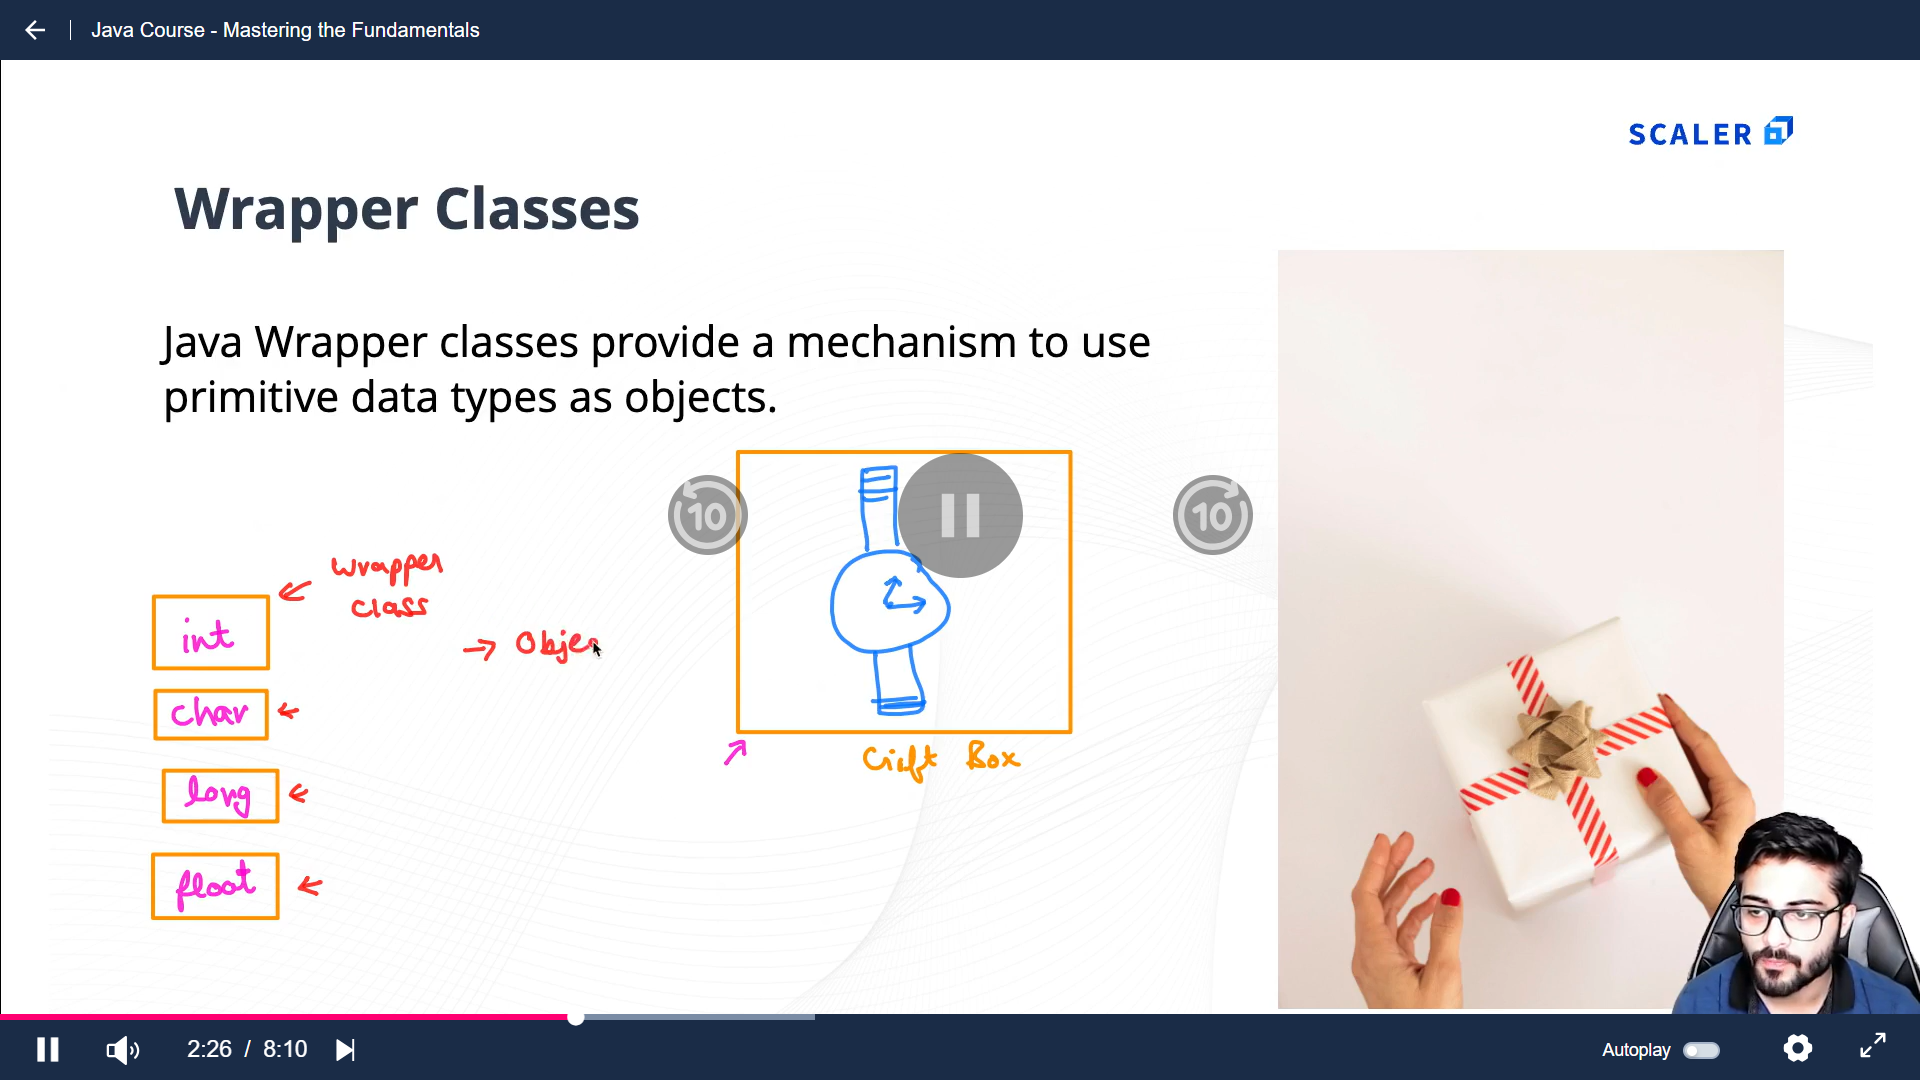 Java Course - Mastering the Fundamentals
SCALER
Wrapper Classes
Java Wrapper classes provide a mechanism to use
primitive data types as objects.
10
10
wrapper
class
int
→ Obje
char
Gift Box
long
float
2:26 / 8:10
Autoplay